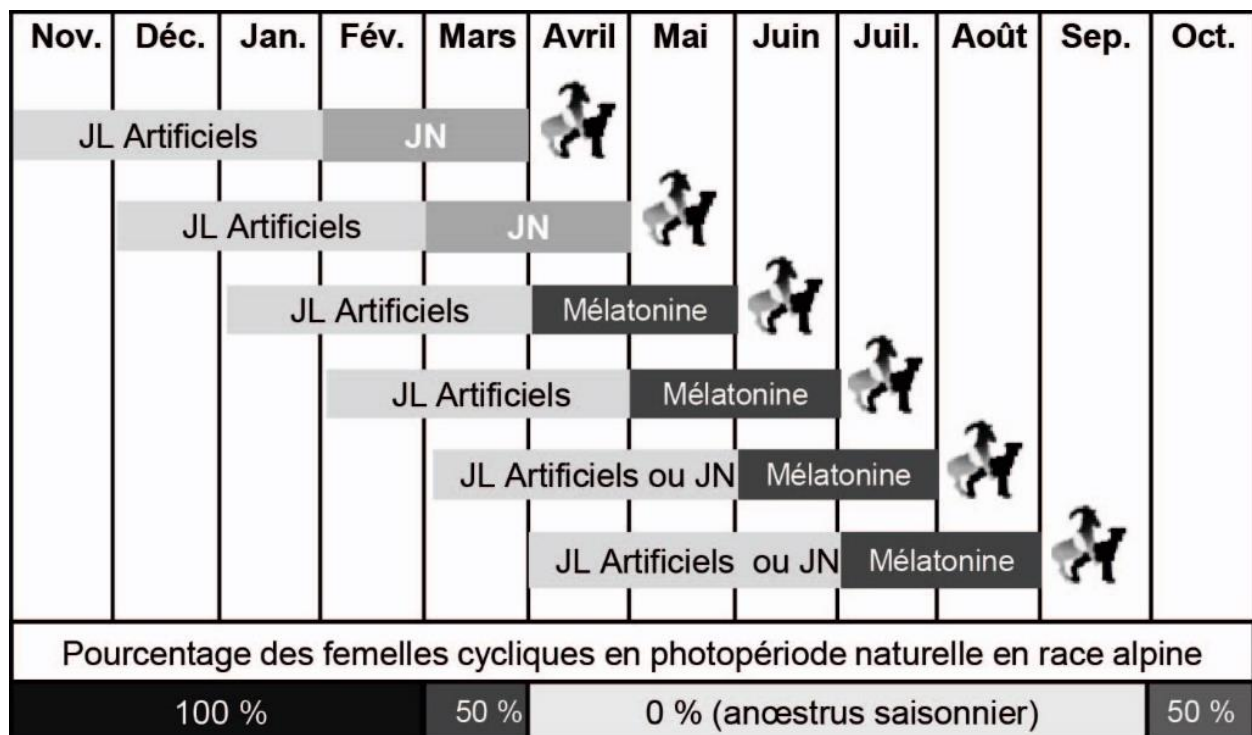 Nov. Déc. Jan. Fév. Mars Avril Mai Juin Juil. Août Sep. Oct.
JL Artificiels JN
JL Artificiels JN
JL Artificiels Mélatonine
JL Artificiels Mélatonine
JL Artificiels ou JN Mélatonine
JL Artificiels ou JN Mélatonine
Pourcentage des femelles cycliques en photopériode naturelle en race alpine
100 % 50 % 0 % (anœstrus saisonnier) 50 %